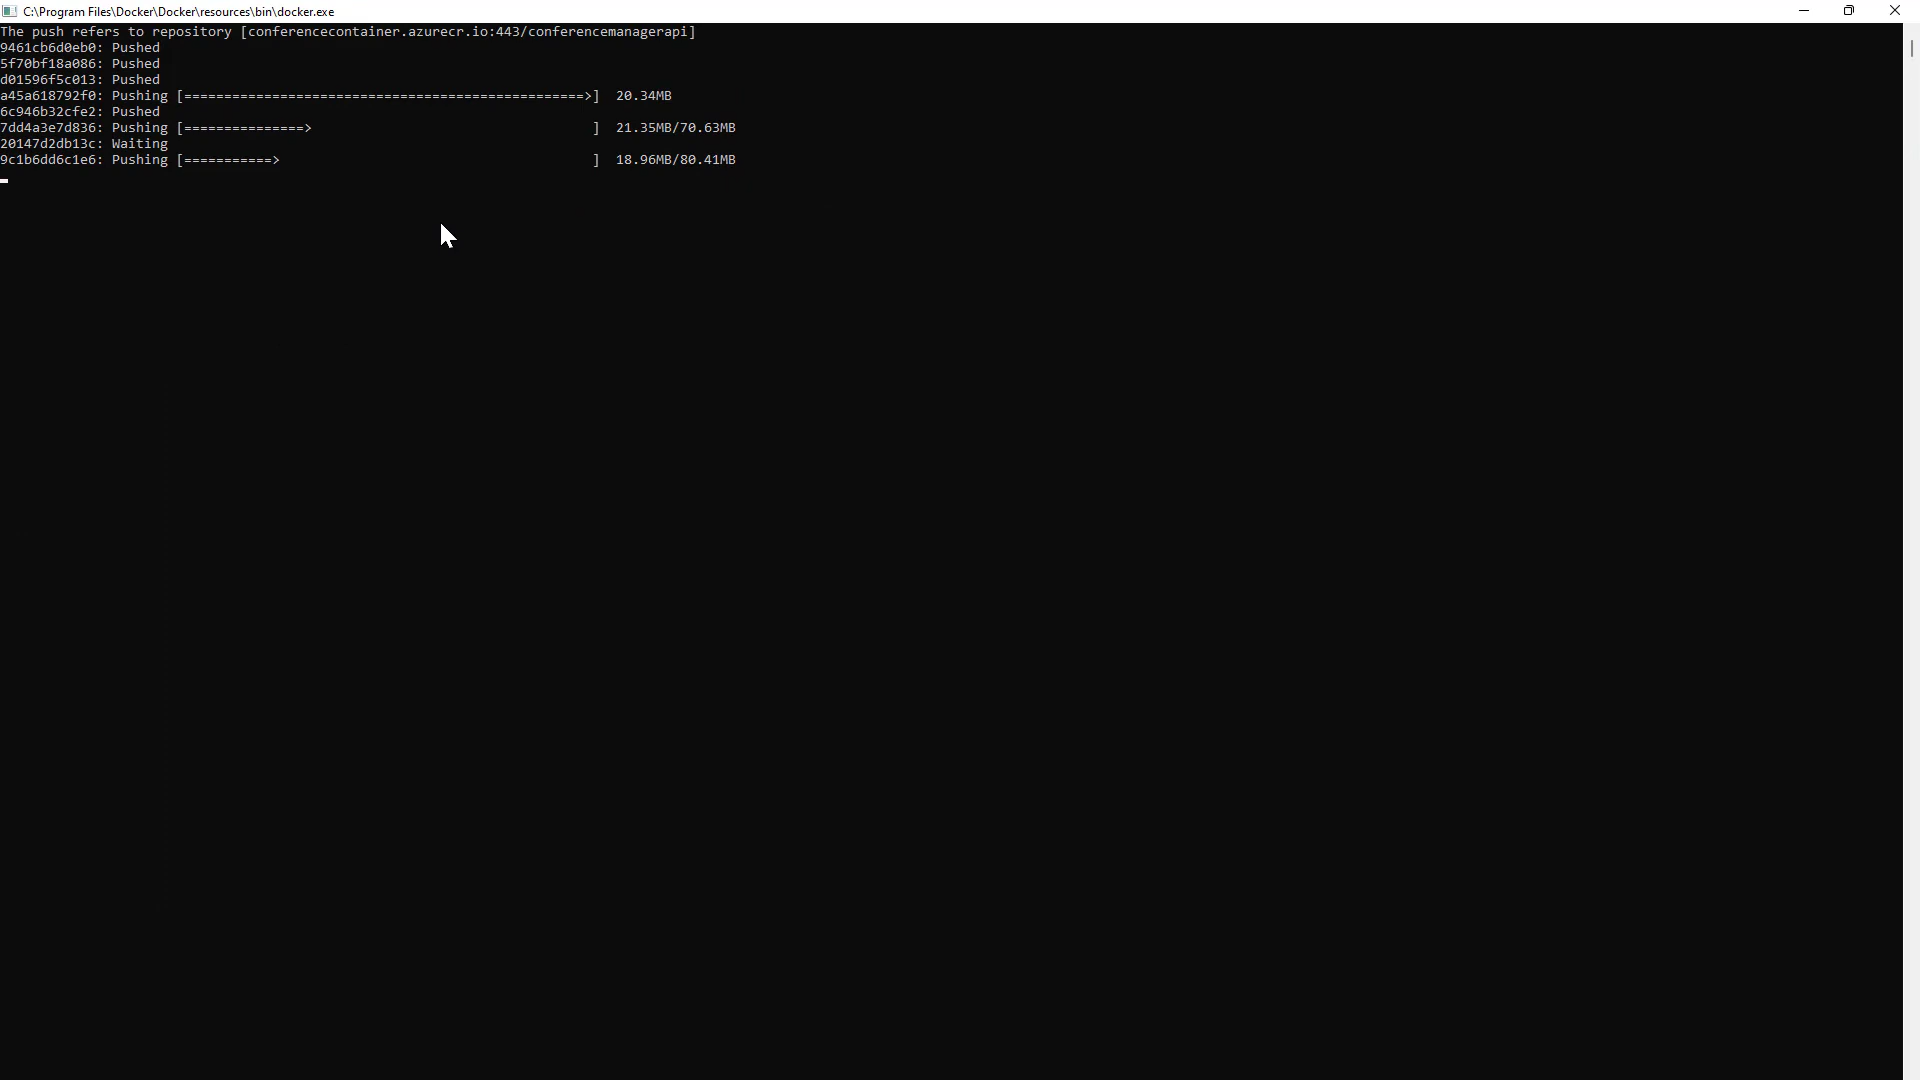 C:\Program Files\Docker\Docker\resources\bin\docker.exe
The push refers to repository [conferencecontainer.azurecr.io:443/conferencemanagerapi]
9461cb6d0eb0: Pushed
5f70bf18a086: Pushed
d01596f5c013: Pushed
a45a618792f0: Pushing [==================================================>] 20.34MB
6c946b32cfe2: Pushed
7dd4a3e7d836: Pushing [===============>                                   ] 21.35MB/70.63MB
20147d2db13c: Waiting
9c1b6dd6c1e6: Pushing [===========>                                       ] 18.96MB/80.41MB